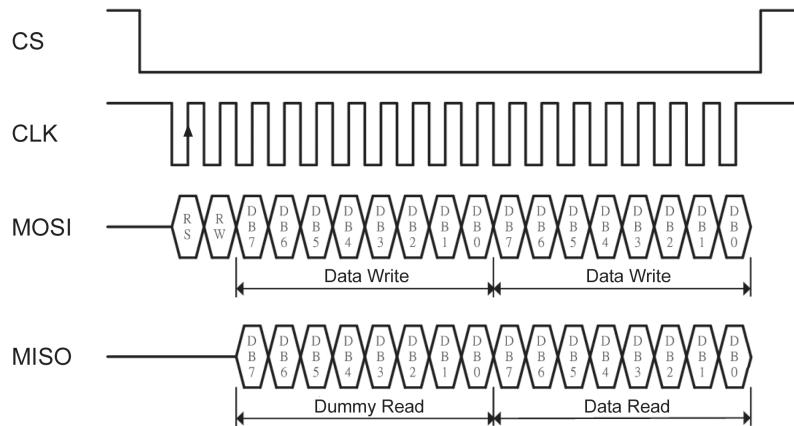 CS
CLK
MOSI
RS RW DB7 DB6 DB5 DB4 DB3 DB2 DB1 DB0 DB7 DB6 DB5 DB4 DB3 DB2 DB1 DB0
Data Write Data Write
MISO
DB7 DB6 DB5 DB4 DB3 DB2 DB1 DB0 DB7 DB6 DB5 DB4 DB3 DB2 DB1 DB0
Dummy Read Data Read